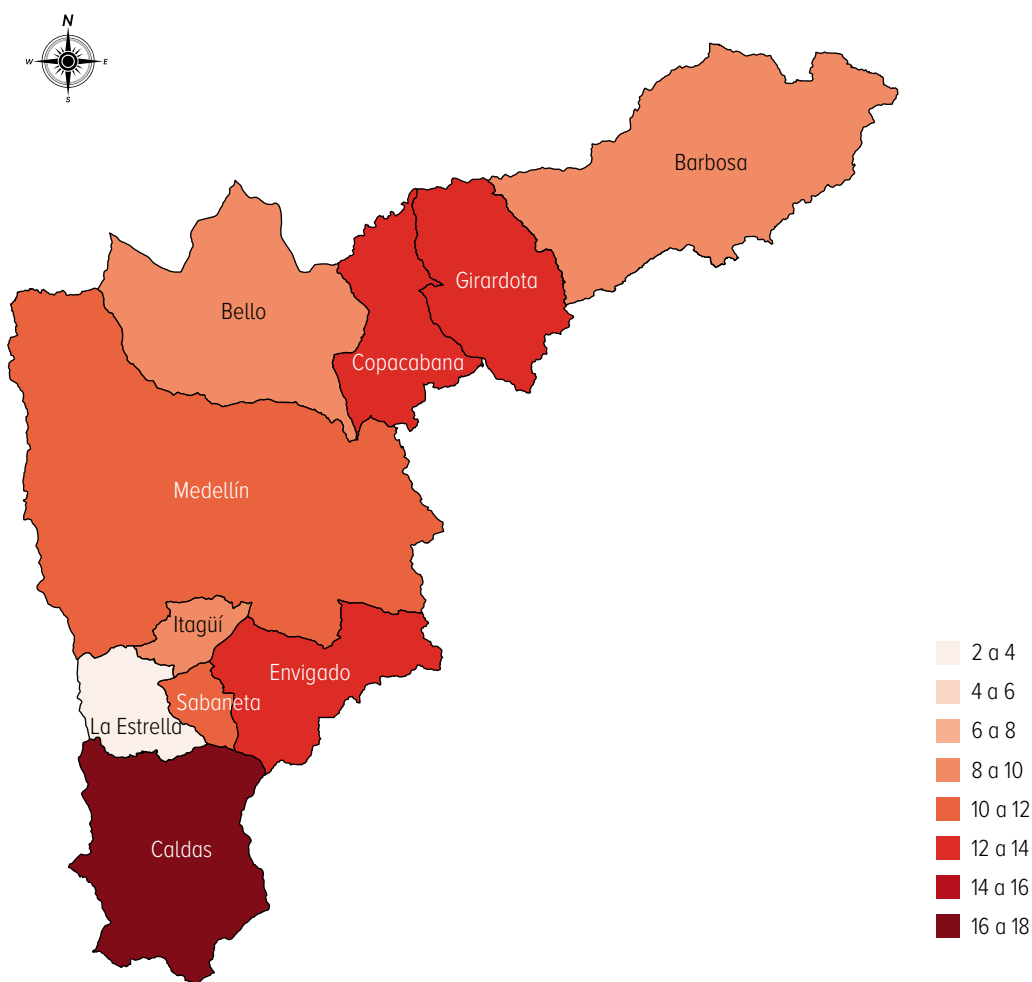 N
W
E
S
Barbosa
Girardota
Bello
Copacabana
Medellín
Itagüí
Envigado
Sabaneta
La Estrella
Caldas
2 a 4
4 a 6
6 a 8
8 a 10
10 a 12
12 a 14
14 a 16
16 a 18